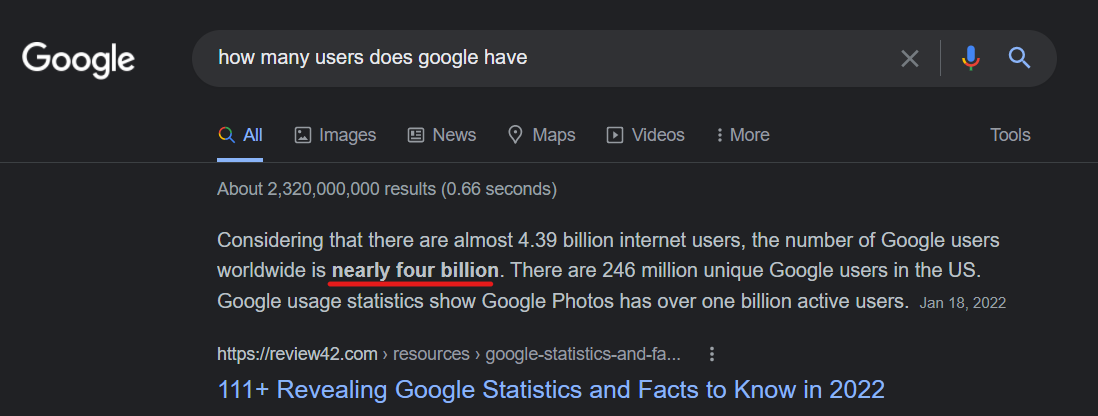 Google
how many users does google have
All Images News Maps Videos More Tools
About 2,320,000,000 results (0.66 seconds)
Considering that there are almost 4.39 billion internet users, the number of Google users
worldwide is nearly four billion. There are 246 million unique Google users in the US.
Google usage statistics show Google Photos has over one billion active users. Jan 18, 2022
https://review42.com › resources › google-statistics-and-fa...
111+ Revealing Google Statistics and Facts to Know in 2022